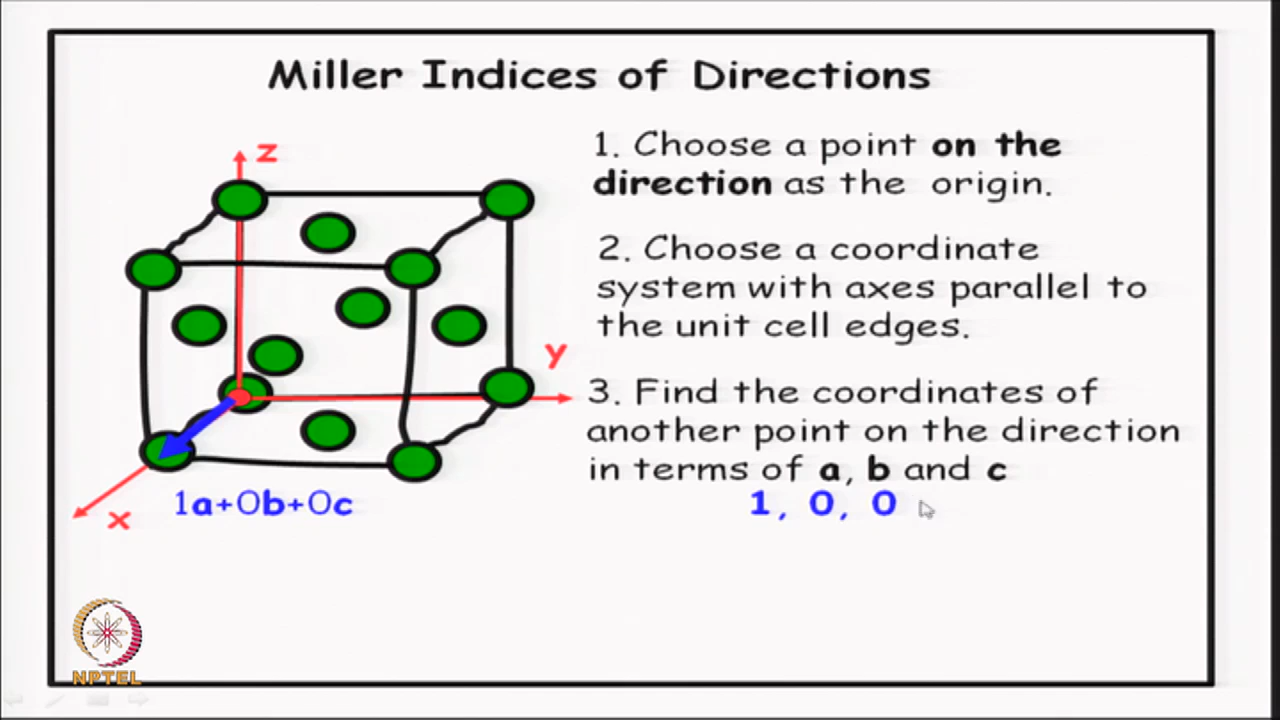 Miller Indices of Directions
z
1. Choose a point on the
direction as the origin.
2. Choose a coordinate
system with axes parallel to
the unit cell edges.
y
3. Find the coordinates of
another point on the direction
in terms of a, b and c
1, 0, 0
1a+0b+0c
x
NPTEL